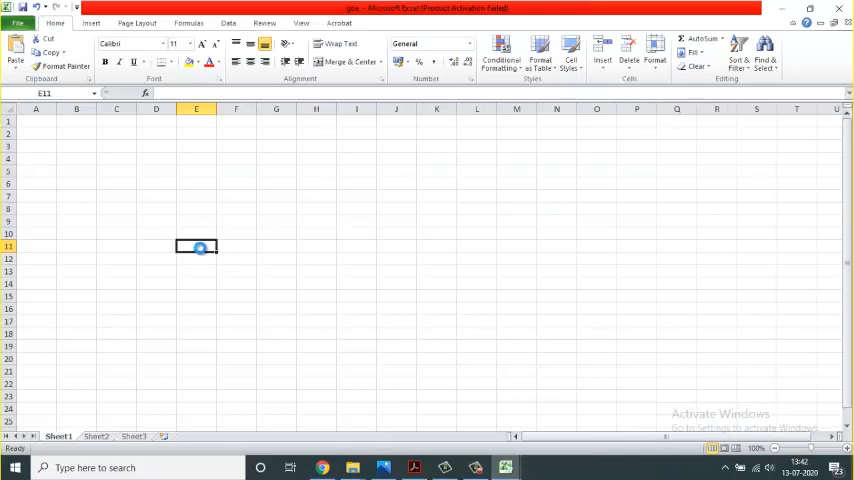 goa - Microsoft Excel (Product Activation Failed)
File Home Insert Page Layout Formulas Data Review View Acrobat
Paste
Cut
Copy
Format Painter
Clipboard
Calibri 11
B I U
Font
Wrap Text
Merge & Center
Alignment
General
Number
Conditional Formatting
Format as Table
Cell Styles
Styles
Insert Delete Format
Cells
AutoSum
Fill
Clear
Sort & Filter
Find & Select
Editing
E11 fx
A B C D E F G H I J K L M N O P Q R S T U
1
2
3
4
5
6
7
8
9
10
11
12
13
14
15
16
17
18
19
20
21
22
23
24
25
Activate Windows
Go to Settings to activate Windows.
Sheet1 Sheet2 Sheet3
Ready 100%
Type here to search
13:42
13-07-2020
23